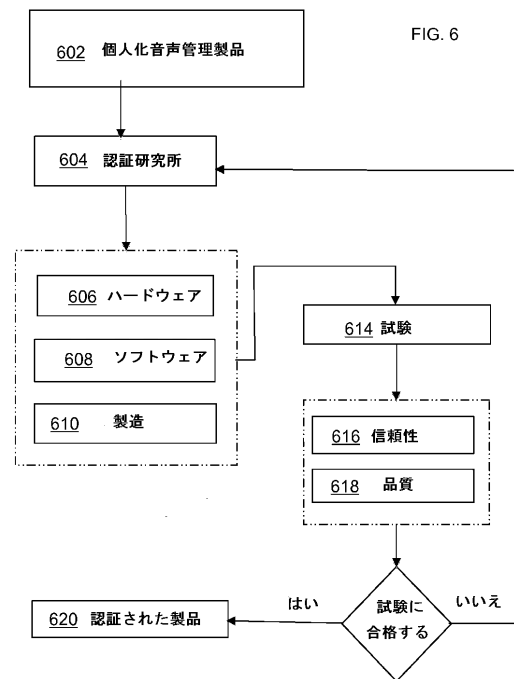 FIG. 6
602 個人化音声管理製品
604 認証研究所
606 ハードウェア
608 ソフトウェア
610 製造
614 試験
616 信頼性
618 品質
試験に
合格する
はい
いいえ
620 認証された製品